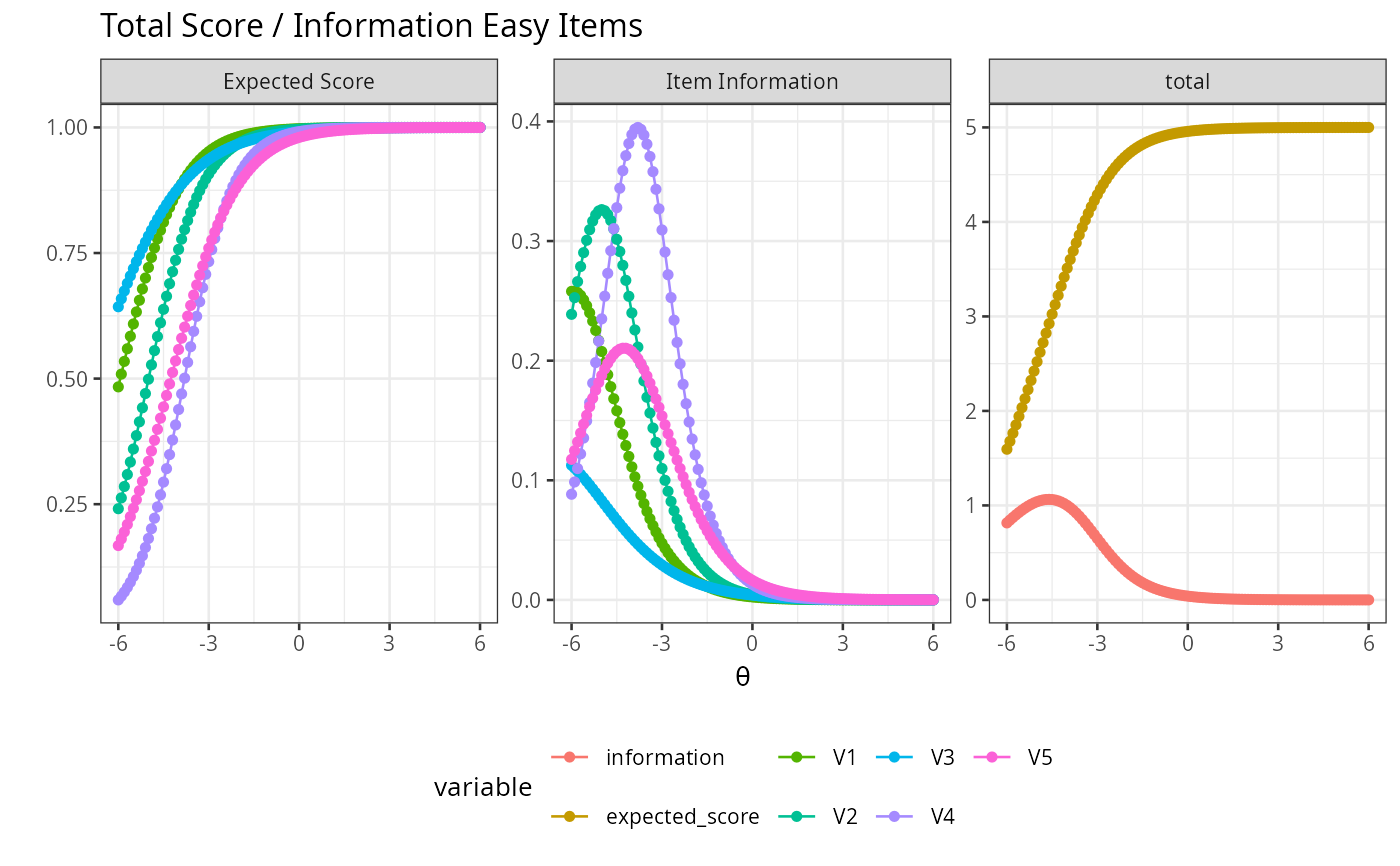 Total Score / Information Easy Items
Expected Score
Item Information
total
1.00
0.75
0.50
0.25
0.4
0.3
0.2
0.1
0.0
5
4
3
2
1
0
-6 -3 0 3 6
-6 -3 0 3 6
-6 -3 0 3 6
θ
variable
information V1 V3 V5
expected_score V2 V4